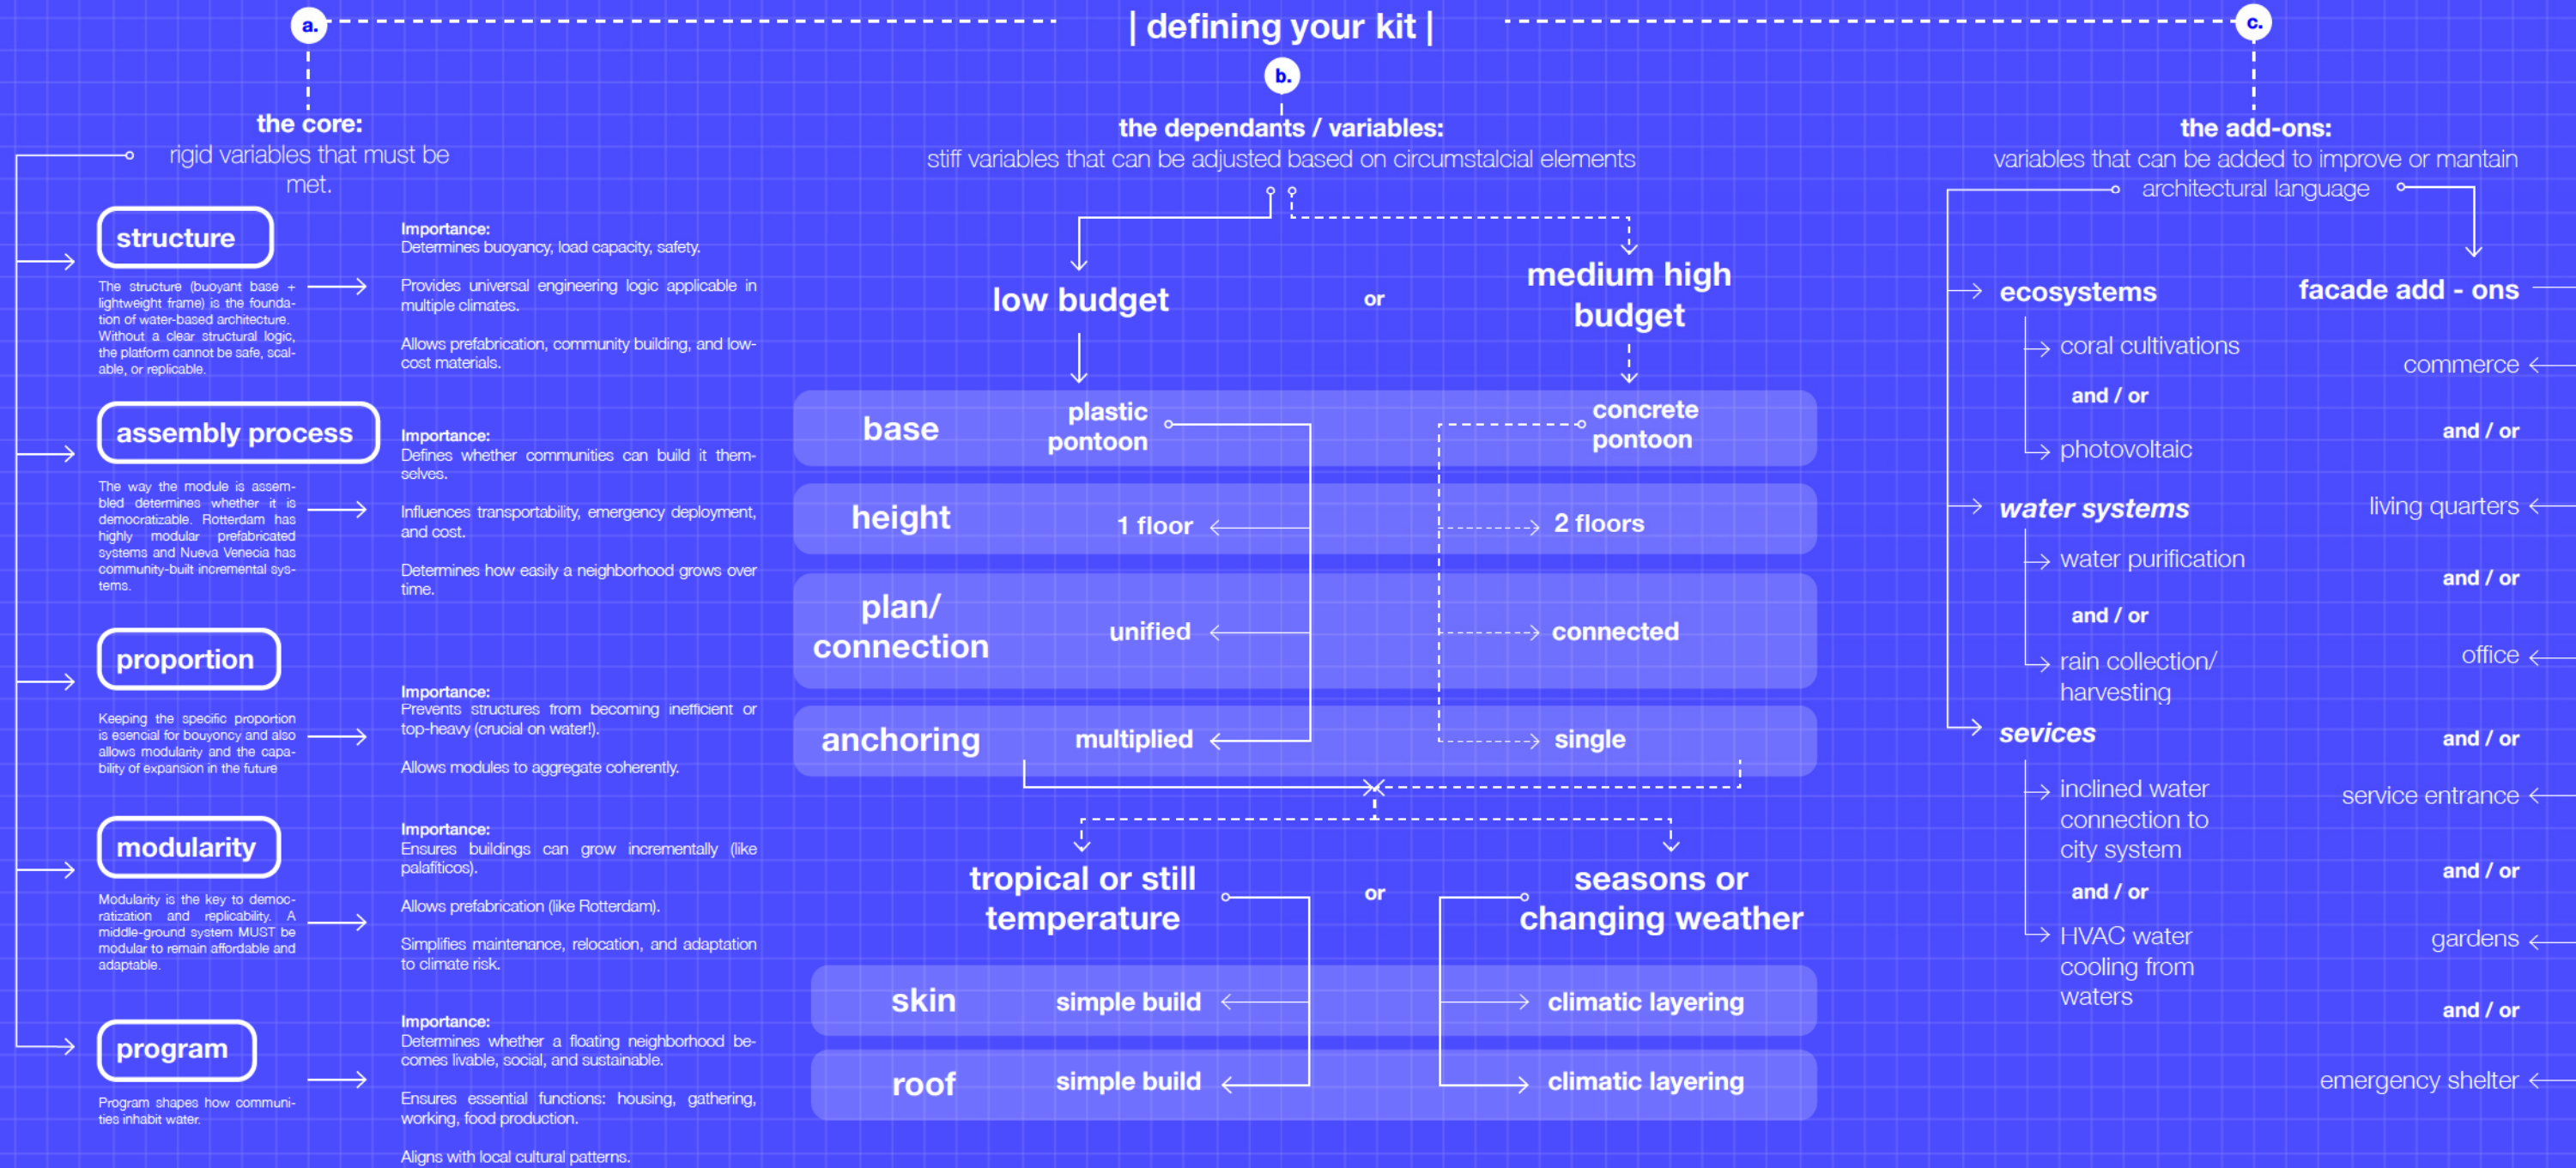 a.
| defining your kit |
c.
b.
the core:
rigid variables that must be
met.
structure
The structure (buoyant base +
lightweight frame) is the founda-
tion of water-based architecture.
Without a clear structural logic,
the platform cannot be safe, scal-
able, or replicable.
Importance:
Determines buoyancy, load capacity, safety.
Provides universal engineering logic applicable in
multiple climates.
Allows prefabrication, community building, and low-
cost materials.
assembly process
The way the module is assem-
bled determines whether it is
democratizable. Rotterdam has
highly modular prefabricated
systems and Nueva Venecia has
community-built incremental sys-
tems.
Importance:
Defines whether communities can build it them-
selves.
Influences transportability, emergency deployment,
and cost.
Determines how easily a neighborhood grows over
time.
proportion
Keeping the specific proportion
is esencial for bouyoncy and also
allows modularity and the capa-
bility of expansion in the future
Importance:
Prevents structures from becoming inefficient or
top-heavy (crucial on water!).
Allows modules to aggregate coherently.
modularity
Modularity is the key to democ-
ratization and replicability. A
middle-ground system MUST be
modular to remain affordable and
adaptable.
Importance:
Ensures buildings can grow incrementally (like
palafíticos).
Allows prefabrication (like Rotterdam).
Simplifies maintenance, relocation, and adaptation
to climate risk.
program
Program shapes how communi-
ties inhabit water.
Importance:
Determines whether a floating neighborhood be-
comes livable, social, and sustainable.
Ensures essential functions: housing, gathering,
working, food production.
Aligns with local cultural patterns.
the dependants / variables:
stiff variables that can be adjusted based on circumstalcial elements
low budget
or
medium high
budget
base
plastic
pontoon
concrete
pontoon
height
1 floor
2 floors
plan/
connection
unified
connected
anchoring
multiplied
single
tropical or still
temperature
or
seasons or
changing weather
skin
simple build
climatic layering
roof
simple build
climatic layering
the add-ons:
variables that can be added to improve or mantain
architectural language
ecosystems
coral cultivations
and / or
photovoltaic
water systems
water purification
and / or
rain collection/
harvesting
sevices
inclined water
connection to
city system
and / or
HVAC water
cooling from
waters
facade add - ons
commerce
and / or
living quarters
and / or
office
and / or
service entrance
and / or
gardens
and / or
emergency shelter